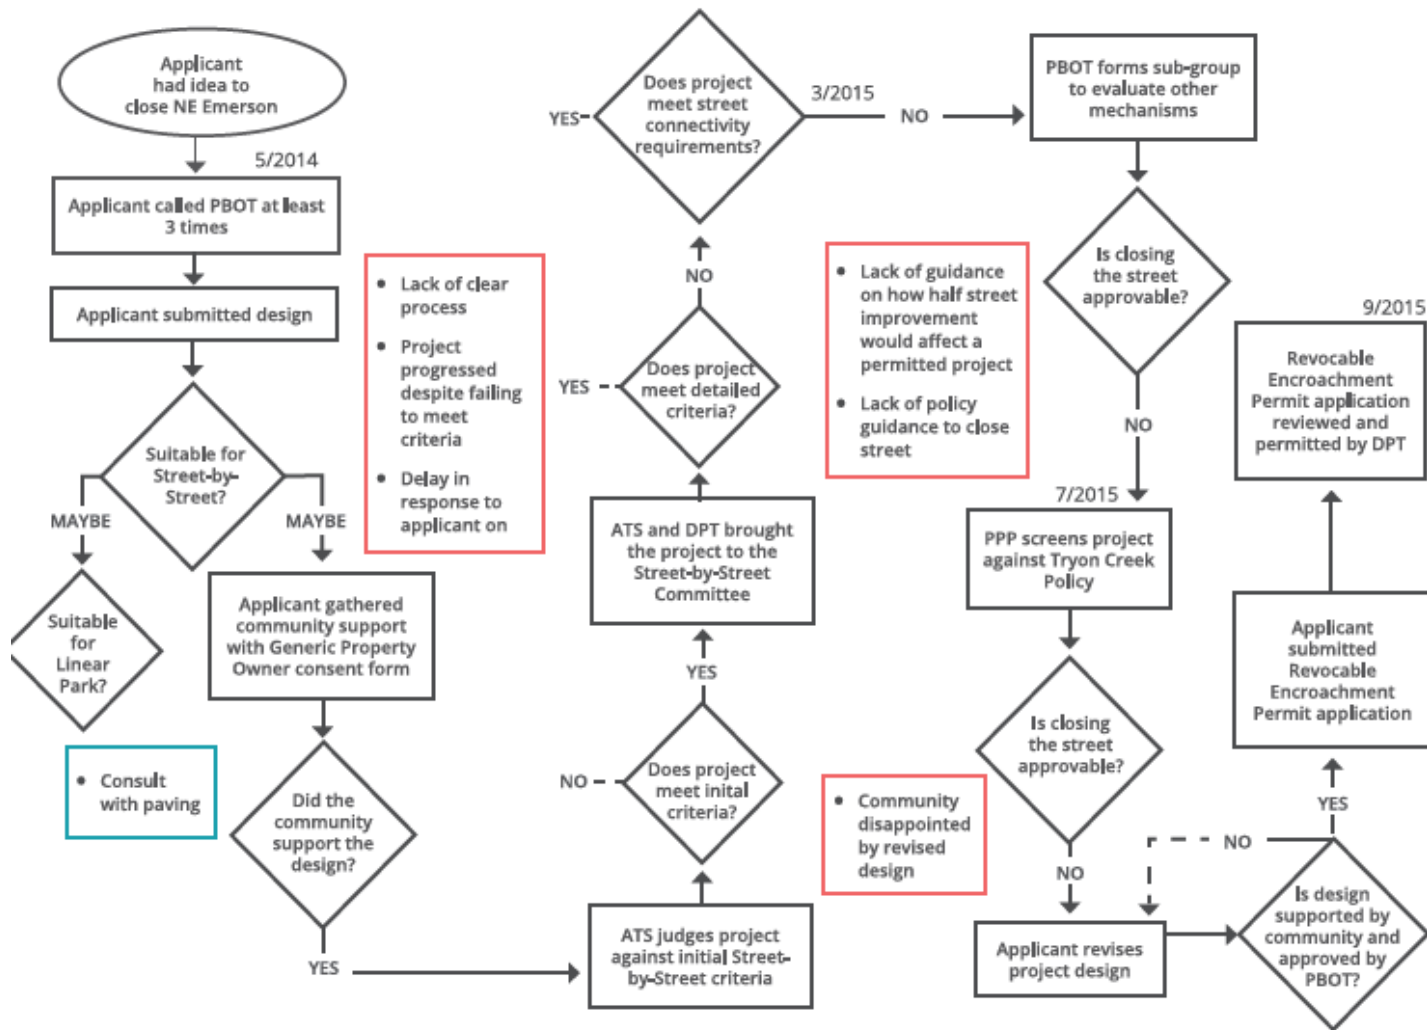 Applicant
had idea to
close NE Emerson
5/2014
Applicant called PBOT at least
3 times
Applicant submitted design
Suitable for
Street-by-
Street?
MAYBE
MAYBE
Suitable
for
Linear
Park?
Applicant gathered
community support
with Generic Property
Owner consent form
• Consult
with paving
Did the
community
support the
design?
YES
• Lack of clear
process
• Project
progressed
despite failing
to meet
criteria
• Delay in
response to
applicant on
ATS judges project
against initial Street-
by-Street criteria
Does project
meet inital
criteria?
NO
YES
ATS and DPT brought
the project to the
Street-by-Street
Committee
Does project
meet detailed
criteria?
YES
NO
Does project
meet street
connectivity
requirements?
YES
3/2015
NO
PBOT forms sub-group
to evaluate other
mechanisms
Is closing
the street
approvable?
NO
• Lack of guidance
on how half street
improvement
would affect a
permitted project
• Lack of policy
guidance to close
street
7/2015
PPP screens project
against Tryon Creek
Policy
Is closing
the street
approvable?
NO
• Community
disappointed
by revised
design
Applicant revises
project design
Is design
supported by
community and
approved by
PBOT?
NO
YES
Applicant
submitted
Revocable
Encroachment
Permit application
9/2015
Revocable
Encroachment
Permit application
reviewed and
permitted by DPT